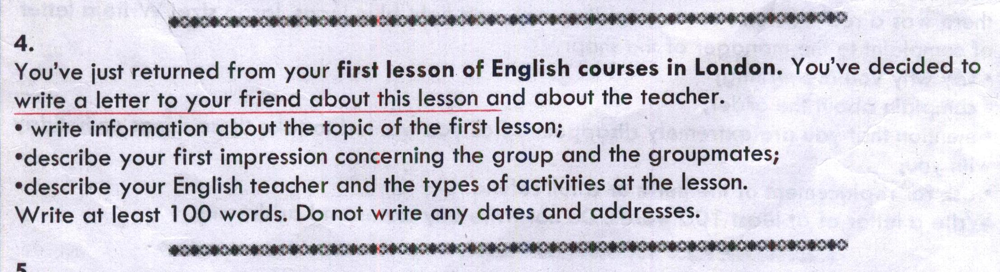 4.
You've just returned from your first lesson of English courses in London. You've decided to
write a letter to your friend about this lesson and about the teacher.
• write information about the topic of the first lesson;
•describe your first impression concerning the group and the groupmates;
•describe your English teacher and the types of activities at the lesson.
Write at least 100 words. Do not write any dates and addresses.
5